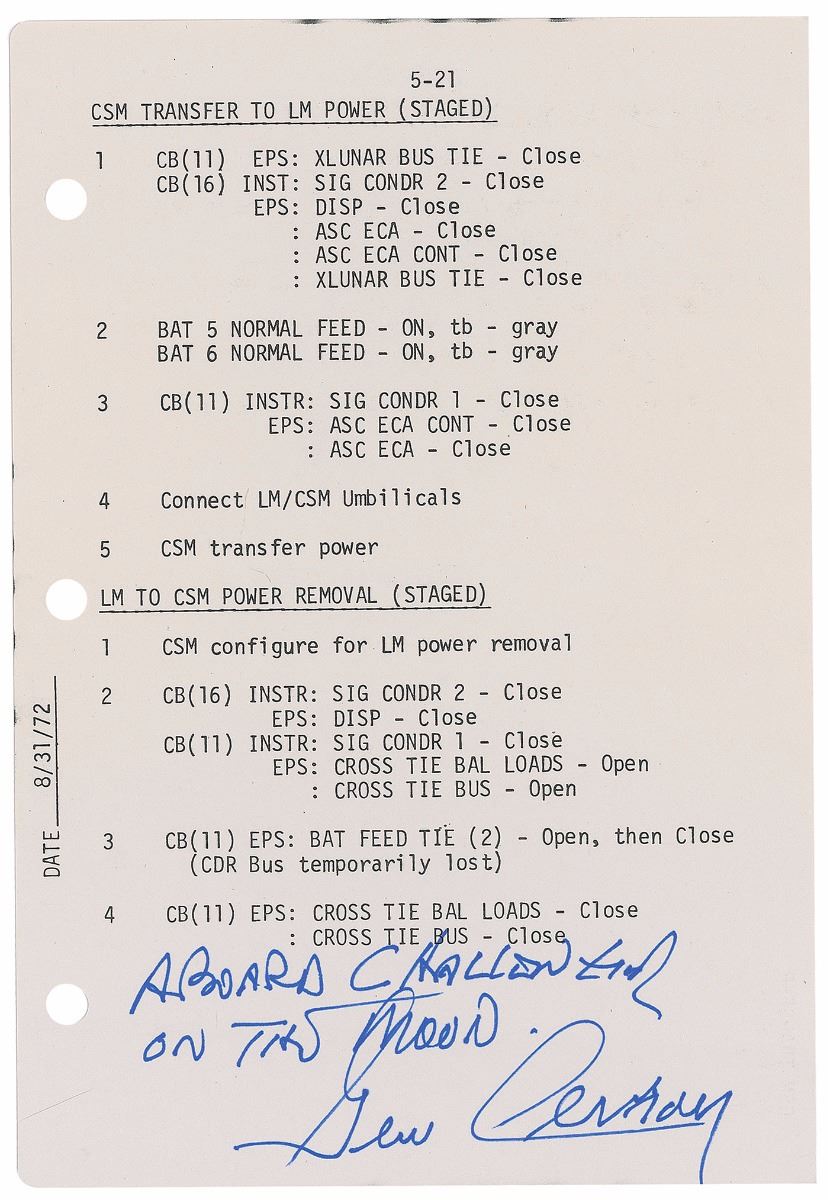 5-21
CSM TRANSFER TO LM POWER (STAGED)
1 CB(11) EPS: XLUNAR BUS TIE - Close
CB(16) INST: SIG CONDR 2 - Close
EPS: DISP - Close
: ASC ECA - Close
: ASC ECA CONT - Close
: XLUNAR BUS TIE - Close
2 BAT 5 NORMAL FEED - ON, tb - gray
BAT 6 NORMAL FEED - ON, tb - gray
3 CB(11) INSTR: SIG CONDR 1 - Close
EPS: ASC ECA CONT - Close
: ASC ECA - Close
4 Connect LM/CSM Umbilicals
5 CSM transfer power
LM TO CSM POWER REMOVAL (STAGED)
1 CSM configure for LM power removal
2 CB(16) INSTR: SIG CONDR 2 - Close
EPS: DISP - Close
CB(11) INSTR: SIG CONDR 1 - Close
EPS: CROSS TIE BAL LOADS - Open
: CROSS TIE BUS - Open
3 CB(11) EPS: BAT FEED TIE (2) - Open, then Close
(CDR Bus temporarily lost)
4 CB(11) EPS: CROSS TIE BAL LOADS - Close
: CROSS TIE BUS - Close
DATE 8/31/72
ABOARD CHALLENGER
ON THE MOON.
Gene Cernan